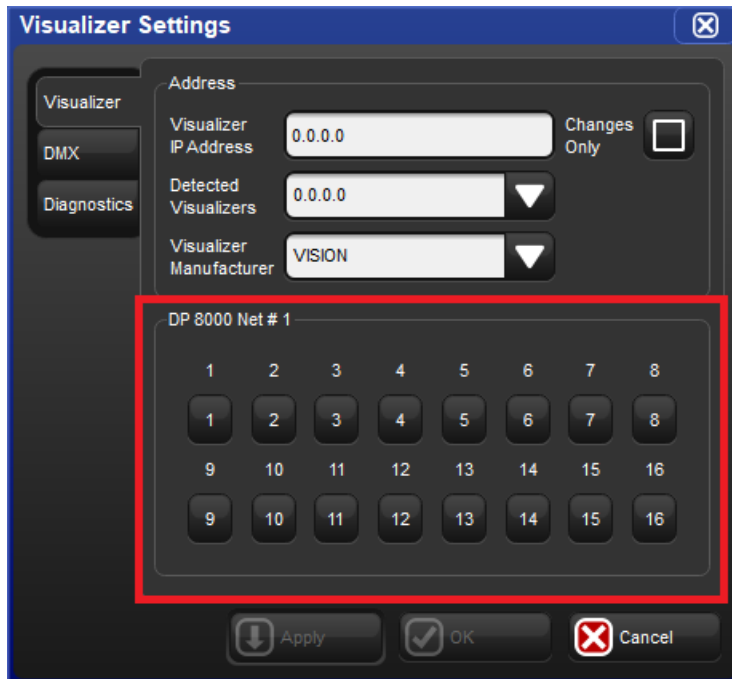 Visualizer Settings
Visualizer
DMX
Diagnostics
Address
Visualizer
IP Address
0.0.0.0
Changes
Only
Detected
Visualizers
0.0.0.0
Visualizer
Manufacturer
VISION
DP 8000 Net # 1
1 2 3 4 5 6 7 8
1 2 3 4 5 6 7 8
9 10 11 12 13 14 15 16
9 10 11 12 13 14 15 16
Apply OK Cancel